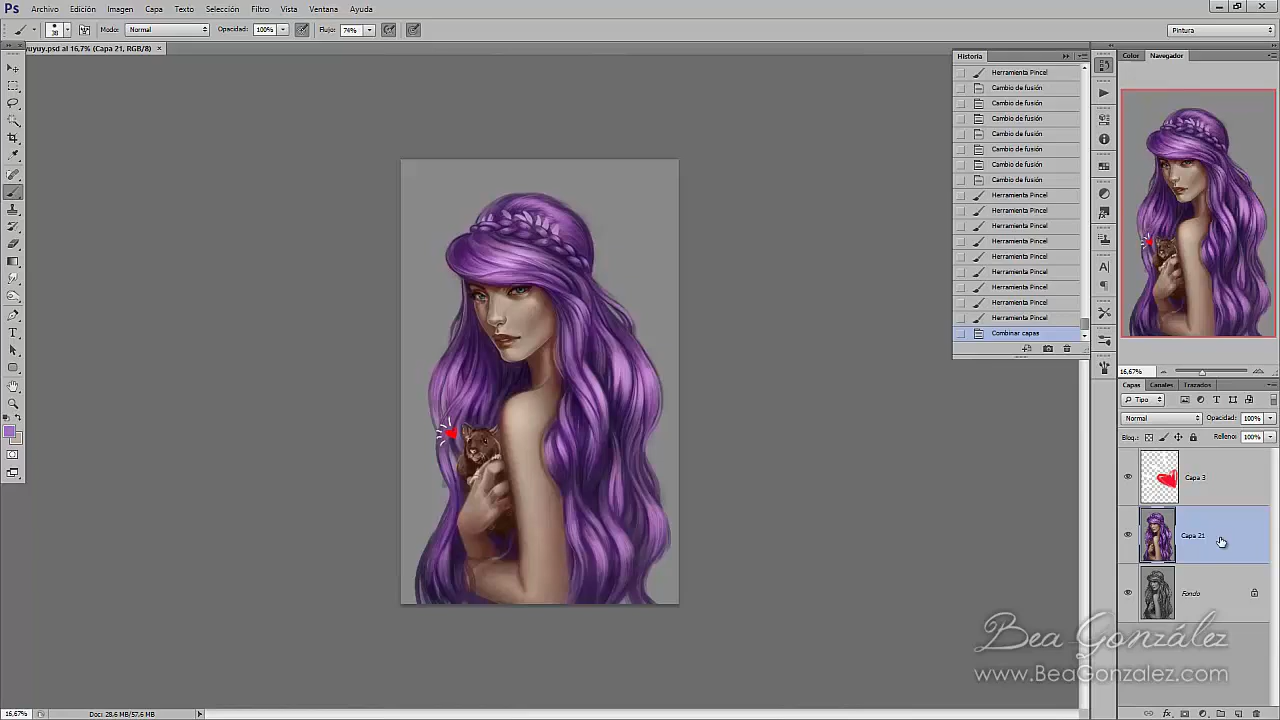 Ps Archivo Edición Imagen Capa Texto Selección Filtro Vista Ventana Ayuda
38 Modo: Normal Opacidad: 100% Flujo: 74% Pintura
uyuy.psd al 16,7% (Capa 21, RGB/8) ×
Historia
Herramienta Pincel
Cambio de fusión
Cambio de fusión
Cambio de fusión
Cambio de fusión
Cambio de fusión
Cambio de fusión
Cambio de fusión
Herramienta Pincel
Herramienta Pincel
Herramienta Pincel
Herramienta Pincel
Herramienta Pincel
Herramienta Pincel
Herramienta Pincel
Herramienta Pincel
Herramienta Pincel
Combinar capas
Color Navegador
16,67%
Capas Canales Trazados
Tipo
Normal Opacidad: 100%
Bloq.: Relleno: 100%
Capa 3
Capa 21
Fondo
Bea González
www.BeaGonzalez.com
16,67% Doc: 28.6 MB/57.6 MB